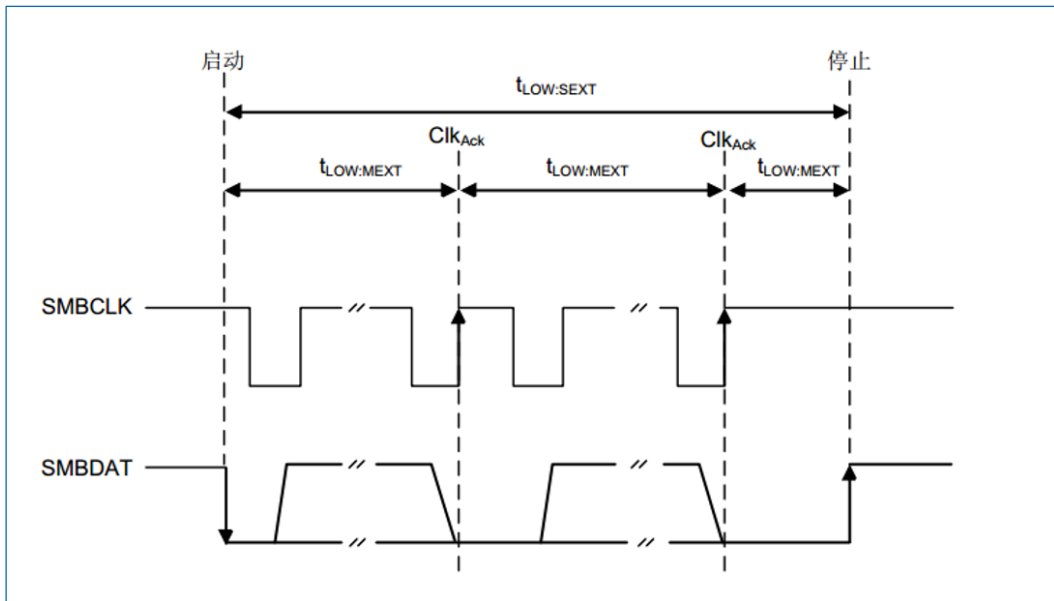 启动
停止
tLOW:SEXT
ClkAck
ClkAck
tLOW:MEXT
tLOW:MEXT
tLOW:MEXT
SMBCLK
SMBDAT